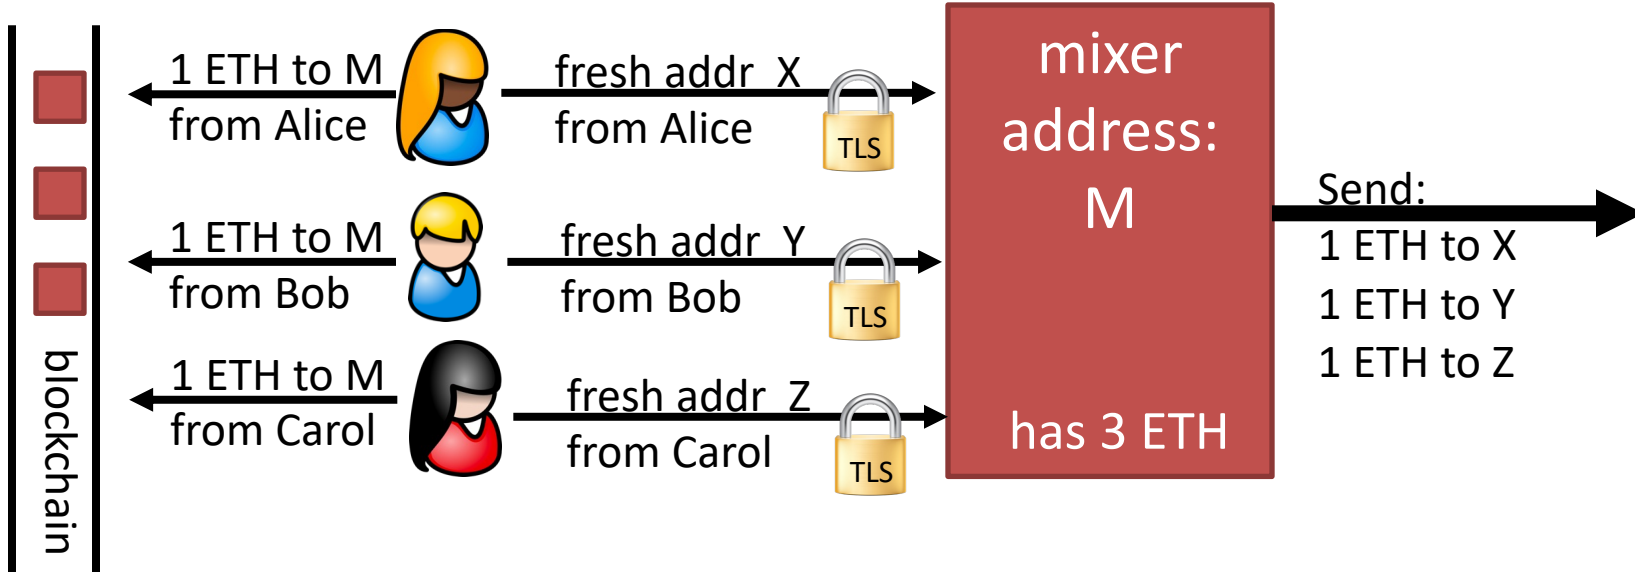 blockchain
1 ETH to M
from Alice
fresh addr X
from Alice
TLS
1 ETH to M
from Bob
fresh addr Y
from Bob
TLS
1 ETH to M
from Carol
fresh addr Z
from Carol
TLS
mixer
address:
M
has 3 ETH
Send:
1 ETH to X
1 ETH to Y
1 ETH to Z